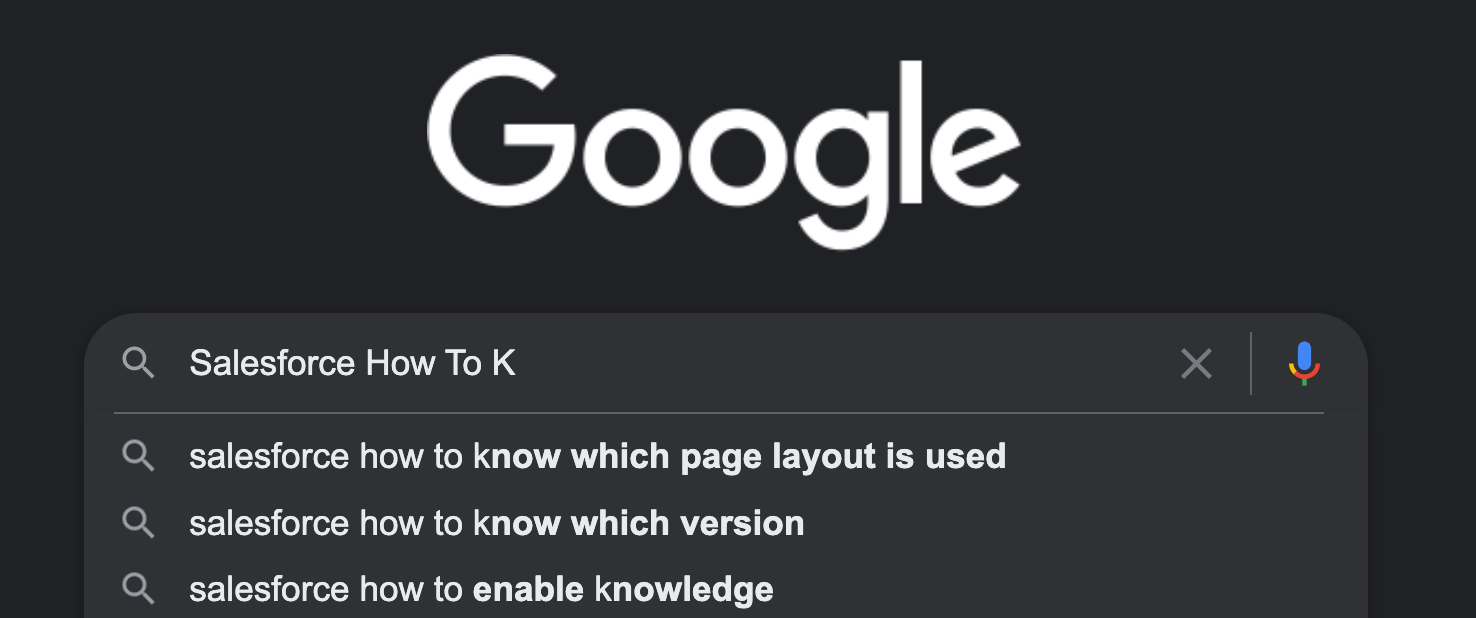 Google
Salesforce How To K
salesforce how to know which page layout is used
salesforce how to know which version
salesforce how to enable knowledge